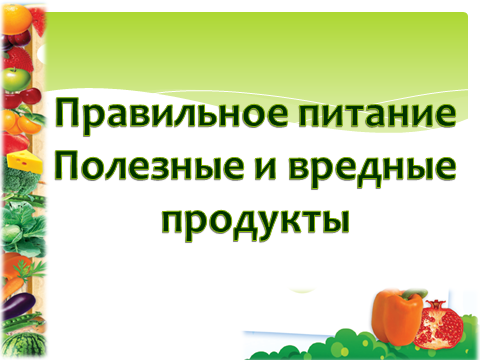 Правильное питание
Полезные и вредные
продукты